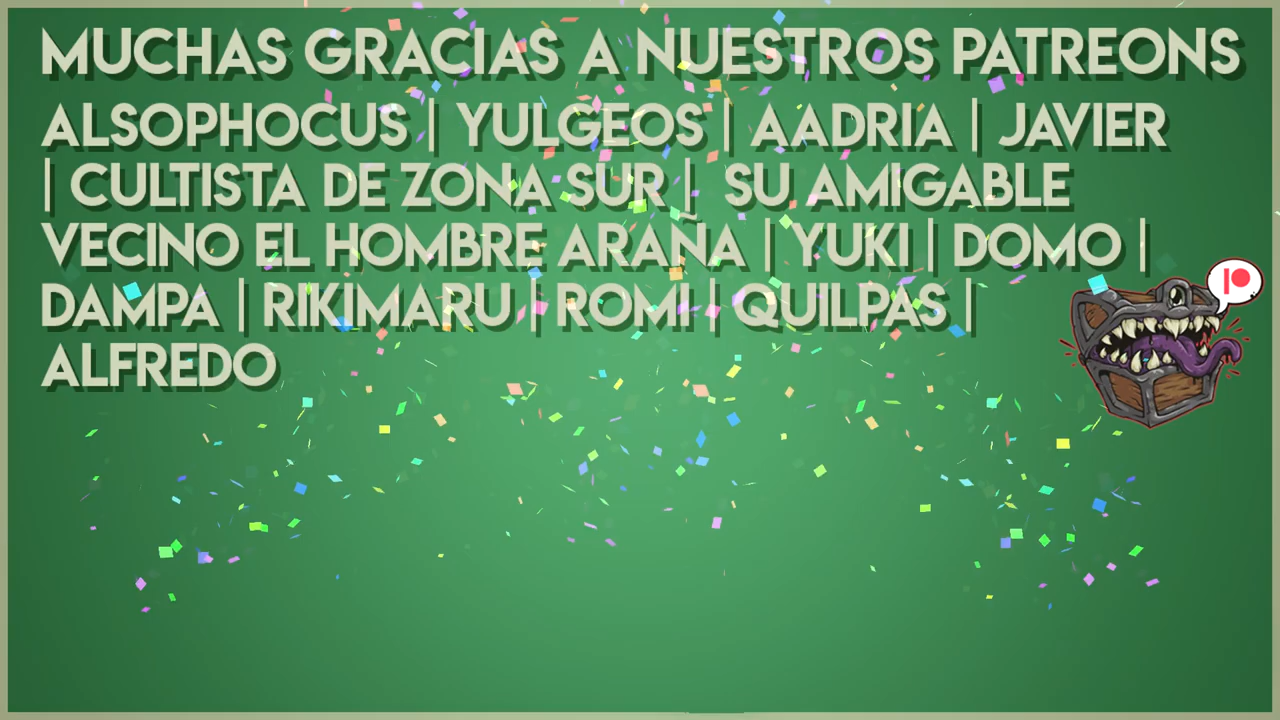 MUCHAS GRACIAS A NUESTROS PATREONS
ALSOPHOCUS | YULGEOS | AADRIA | JAVIER
| CULTISTA DE ZONA SUR | SU AMIGABLE
VECINO EL HOMBRE ARAÑA | YUKI | DOMO |
DAMPA | RIKIMARU | ROMI | QUILPAS |
ALFREDO